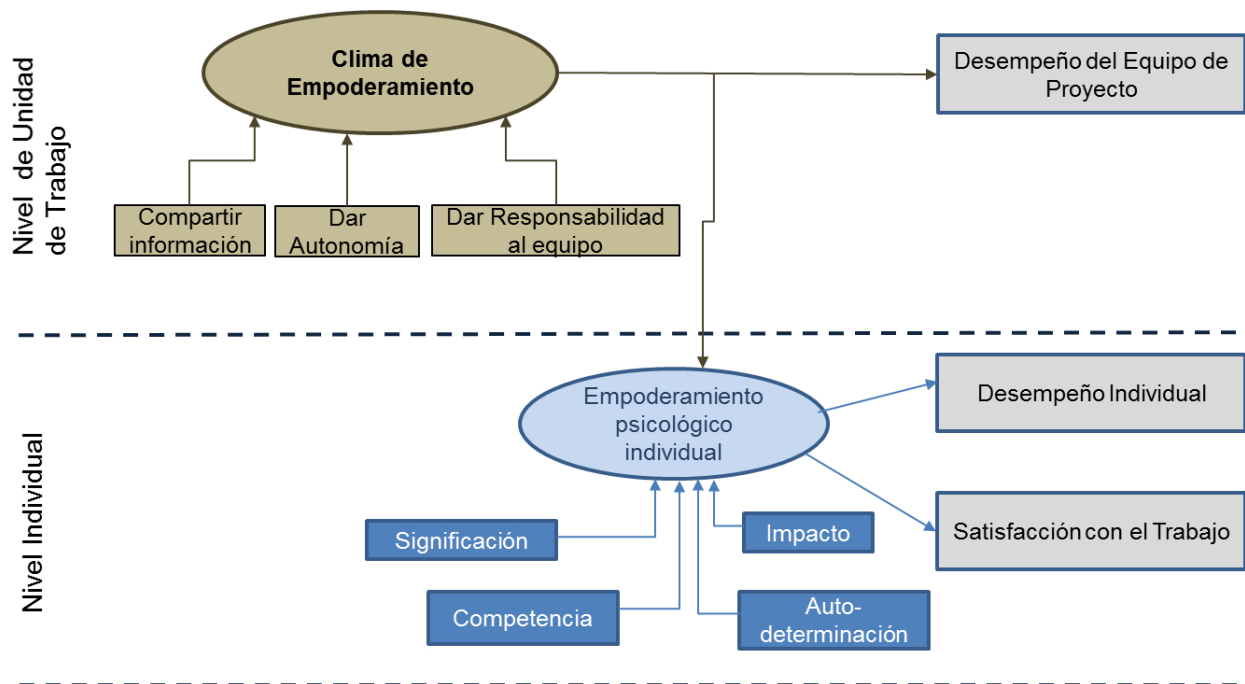 Nivel de Unidad
de Trabajo
Clima de
Empoderamiento
Desempeño del Equipo de
Proyecto
Compartir
información
Dar
Autonomía
Dar Responsabilidad
al equipo
Nivel Individual
Empoderamiento
psicológico
individual
Desempeño Individual
Satisfacción con el Trabajo
Significación
Impacto
Competencia
Auto-
determinación